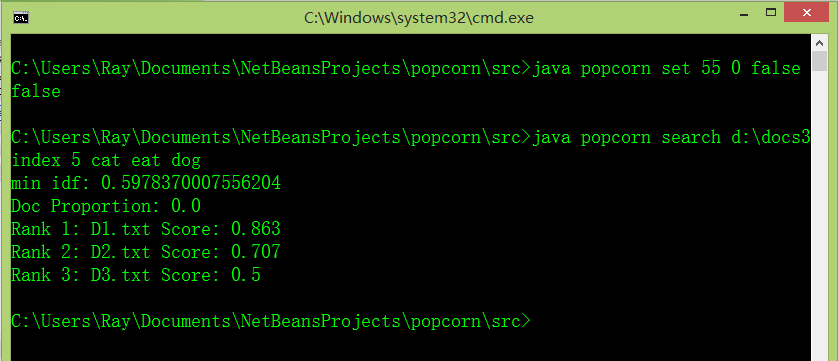 C:\Windows\system32\cmd.exe
C:\Users\Ray\Documents\NetBeansProjects\popcorn\src>java popcorn set 55 0 false
false
C:\Users\Ray\Documents\NetBeansProjects\popcorn\src>java popcorn search d:\docs3
index 5 cat eat dog
min idf: 0.5978370007556204
Doc Proportion: 0.0
Rank 1: D1.txt Score: 0.863
Rank 2: D2.txt Score: 0.707
Rank 3: D3.txt Score: 0.5
C:\Users\Ray\Documents\NetBeansProjects\popcorn\src>